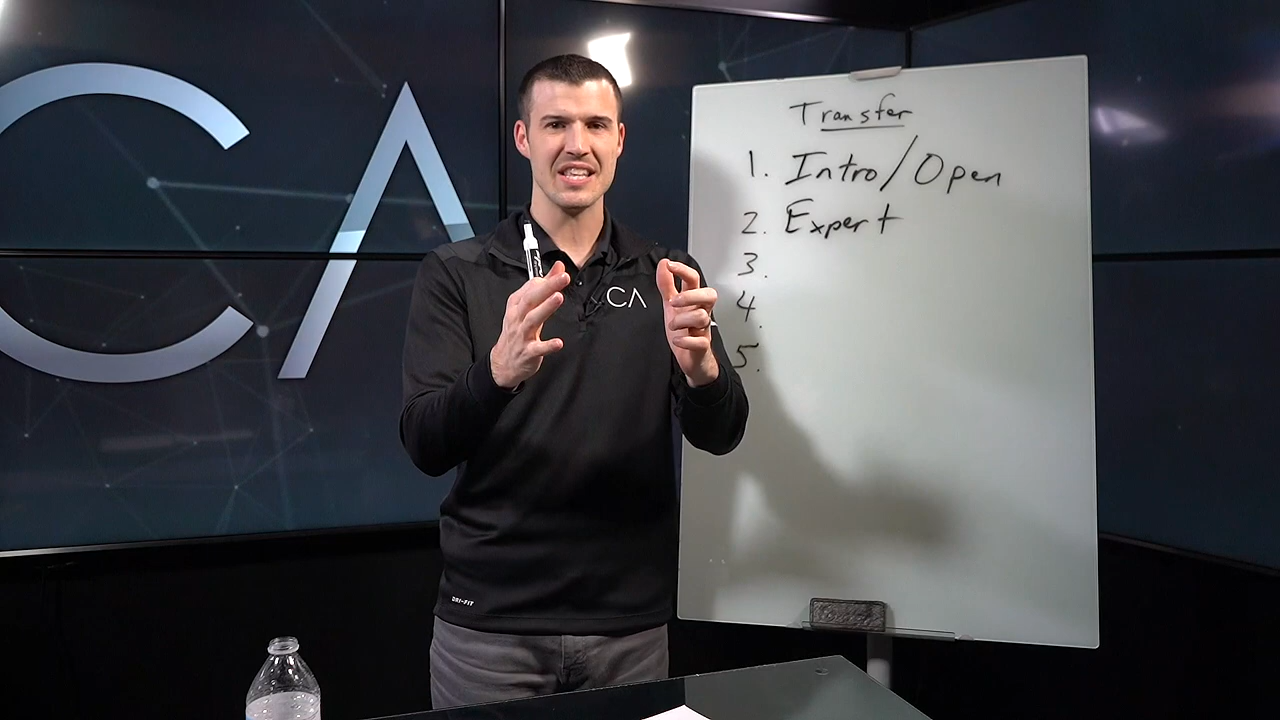 CA
Transfer
1. Intro/Open
2. Expert
3.
4.
5.
CA
DRI-FIT